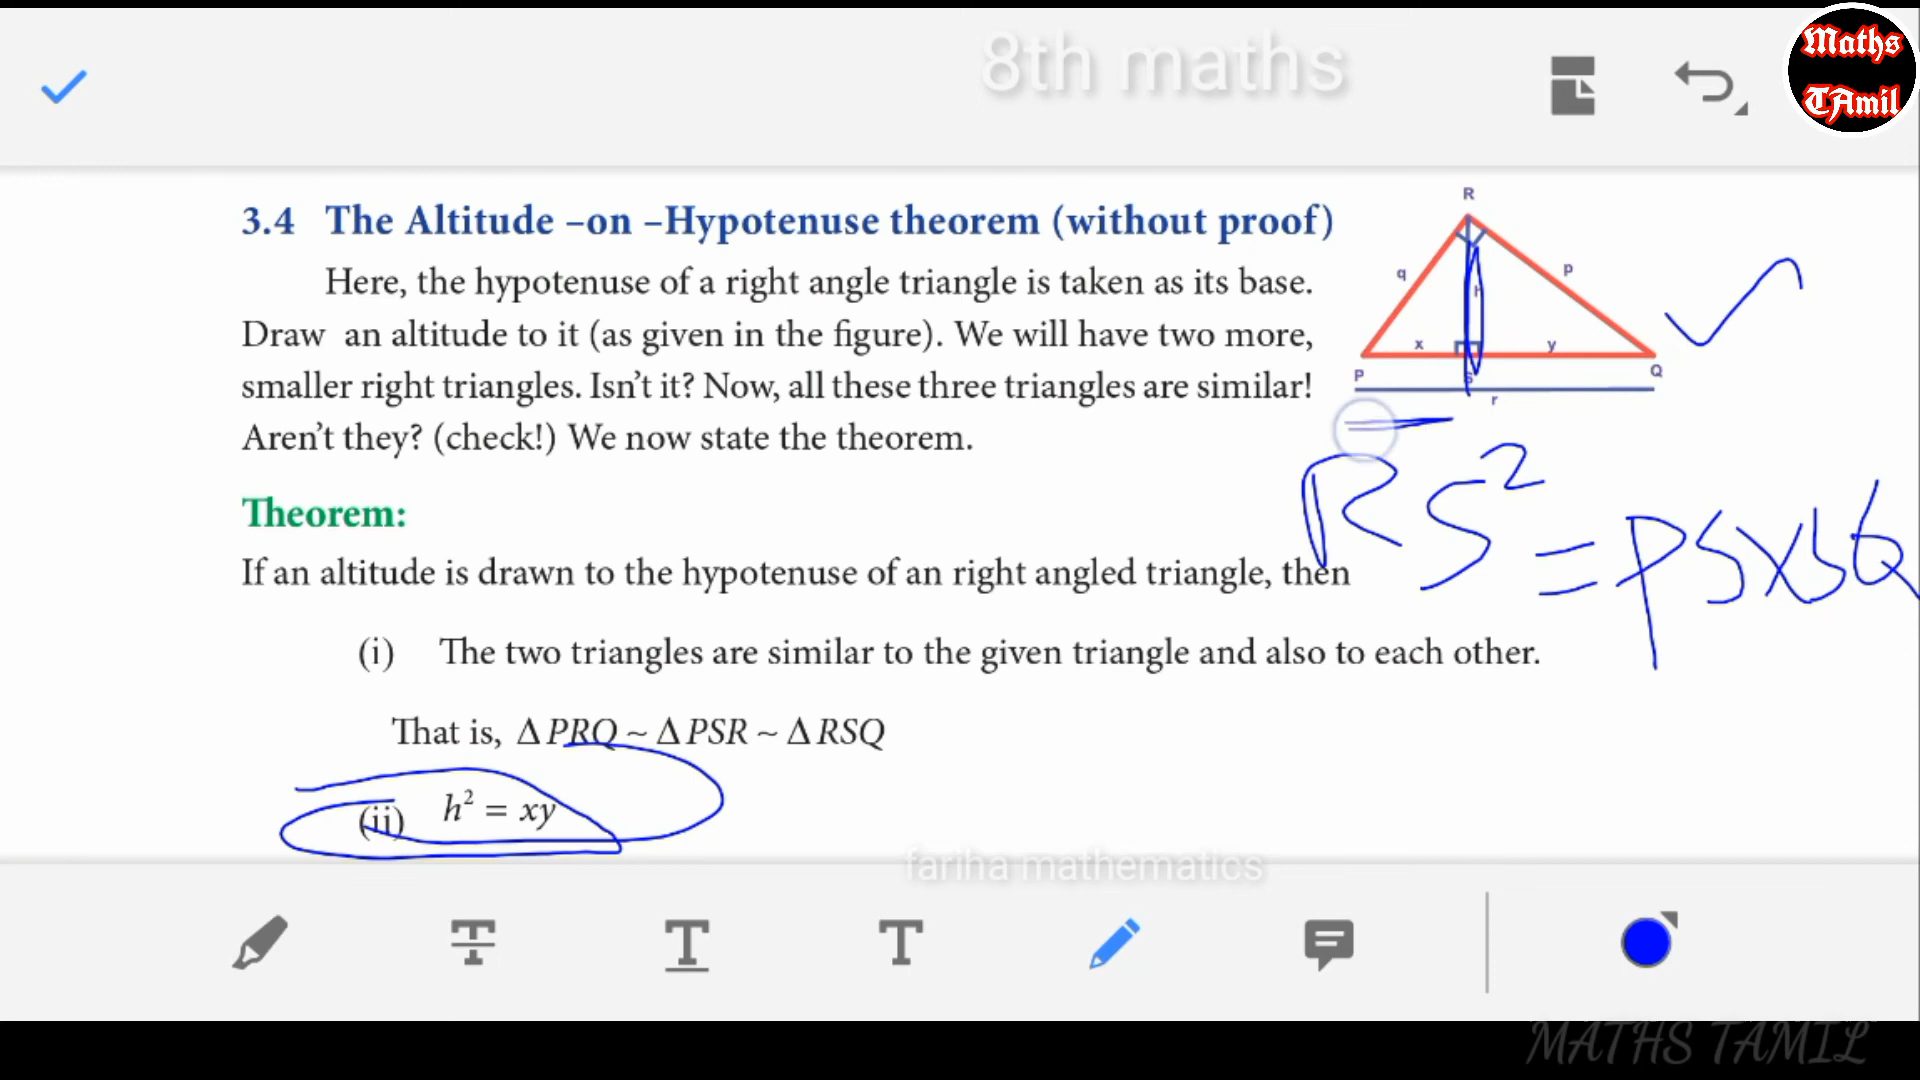 8th maths
Maths
TAmil
3.4 The Altitude –on –Hypotenuse theorem (without proof)
Here, the hypotenuse of a right angle triangle is taken as its base.
Draw an altitude to it (as given in the figure). We will have two more,
smaller right triangles. Isn't it? Now, all these three triangles are similar!
Aren't they? (check!) We now state the theorem.
R
q
p
h
x
y
P
S
Q
r
RS² = PS×SQ
Theorem:
If an altitude is drawn to the hypotenuse of an right angled triangle, then
(i) The two triangles are similar to the given triangle and also to each other.
That is, Δ PRQ ~ Δ PSR ~ Δ RSQ
(ii) h² = xy
fariha mathematics
T T T
MATHS TAMIL